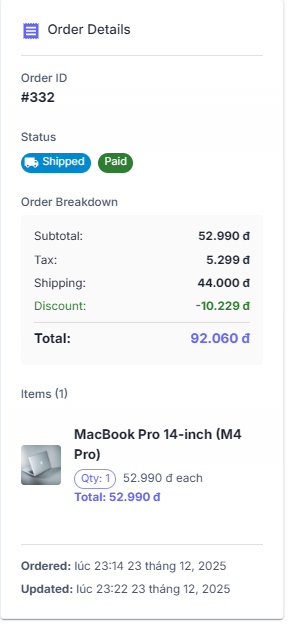 Order Details
Order ID
#332
Status
Shipped Paid
Order Breakdown
Subtotal: 52.990 đ
Tax: 5.299 đ
Shipping: 44.000 đ
Discount: -10.229 đ
Total: 92.060 đ
Items (1)
MacBook Pro 14-inch (M4
Pro)
Qty: 1 52.990 đ each
Total: 52.990 đ
Ordered: lúc 23:14 23 tháng 12, 2025
Updated: lúc 23:22 23 tháng 12, 2025